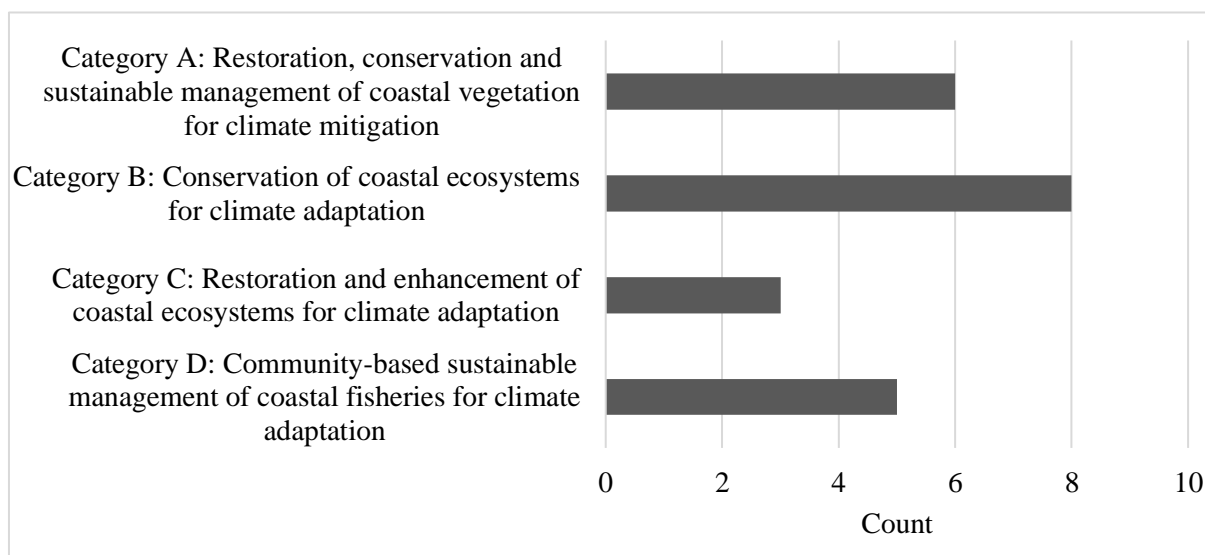 Category A: Restoration, conservation and
sustainable management of coastal vegetation
for climate mitigation
Category B: Conservation of coastal ecosystems
for climate adaptation
Category C: Restoration and enhancement of
coastal ecosystems for climate adaptation
Category D: Community-based sustainable
management of coastal fisheries for climate
adaptation
0 2 4 6 8 10
Count